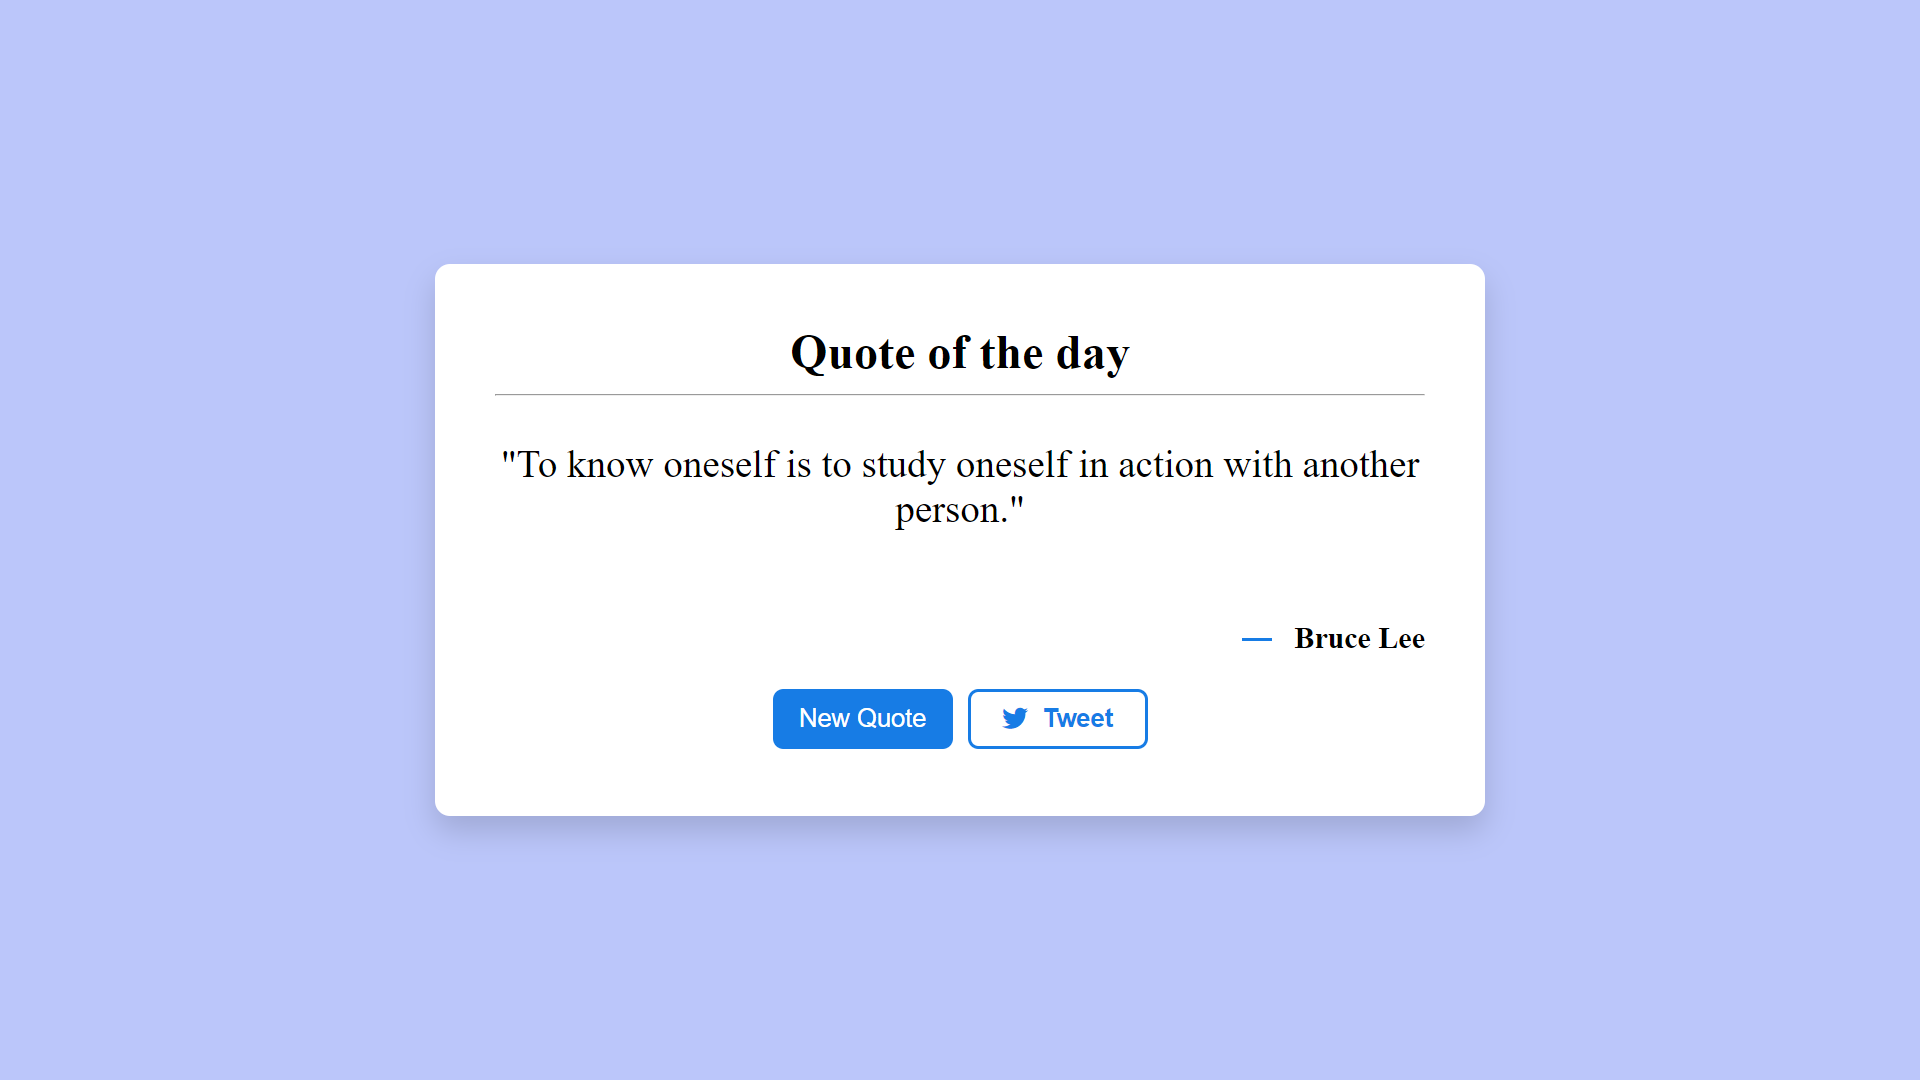 Quote of the day
"To know oneself is to study oneself in action with another
person."
— Bruce Lee
New Quote
Tweet